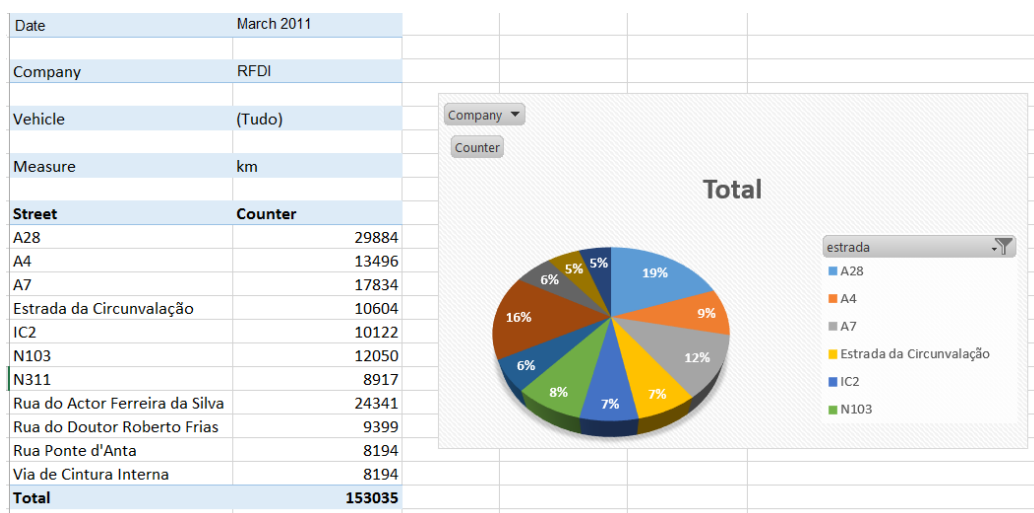 Date March 2011
Company RFDI
Vehicle (Tudo)
Measure km
Street Counter
A28 29884
A4 13496
A7 17834
Estrada da Circunvalação 10604
IC2 10122
N103 12050
N311 8917
Rua do Actor Ferreira da Silva 24341
Rua do Doutor Roberto Frias 9399
Rua Ponte d'Anta 8194
Via de Cintura Interna 8194
Total 153035
Company
Counter
Total
5% 5% 19%
6%
16% 9%
12%
6%
8% 7% 7%
estrada
A28
A4
A7
Estrada da Circunvalação
IC2
N103